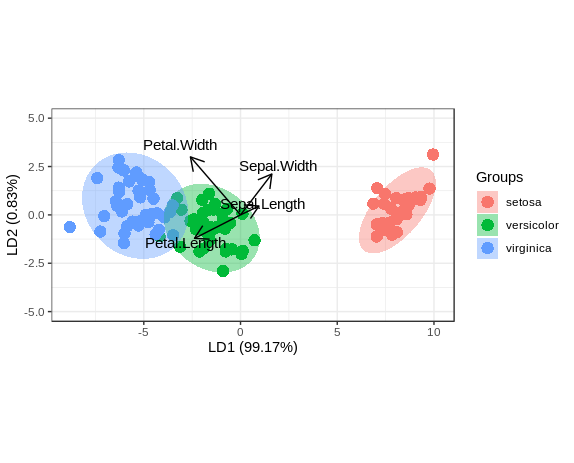 5.0
2.5
0.0
-2.5
-5.0
LD2 (0.83%)
Petal.Width
Sepal.Width
Sepal.Length
Petal.Length
-5
0
5
10
LD1 (99.17%)
Groups
setosa
versicolor
virginica